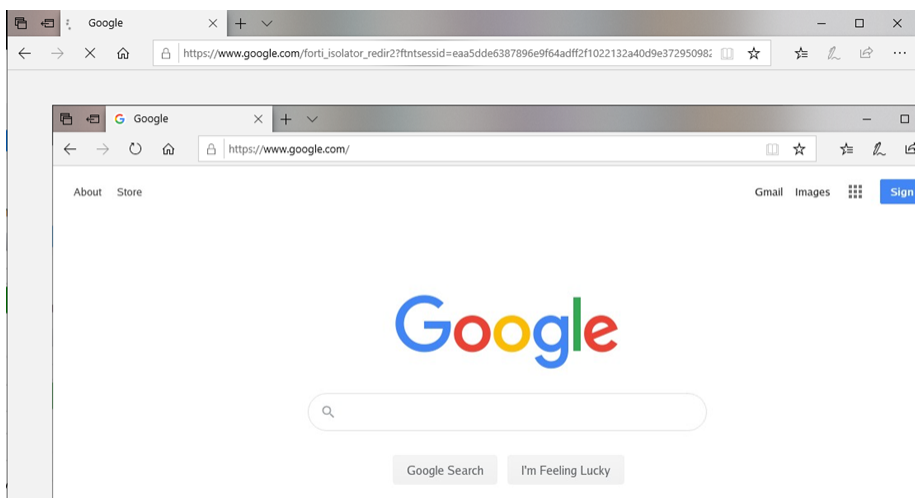 Google
https://www.google.com/forti_isolator_redir2?ftntsessid=eaa5dde6387896e9f64adff2f1022132a40d9e37295098
Google
https://www.google.com/
About Store Gmail Images Sign
Google
Google Search I'm Feeling Lucky